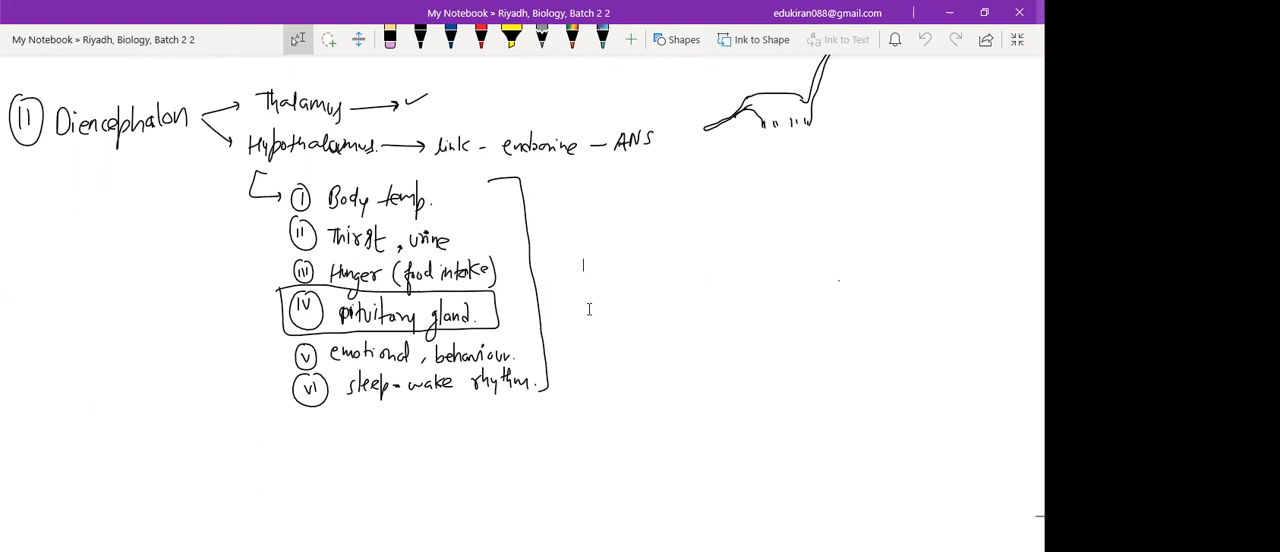 My Notebook » Riyadh, Biology, Batch 2 2
edukiran088@gmail.com
My Notebook » Riyadh, Biology, Batch 2 2
Shapes
Ink to Shape
Ink to Text
II Diencephalon
Thalamus → ✓
Hypothalamus. → link - endocrine - ANS
i Body temp.
ii Thirst, urine
iii Hunger (food intake)
iv pituitary gland.
v emotional, behaviour.
vi sleep-wake rhythm.